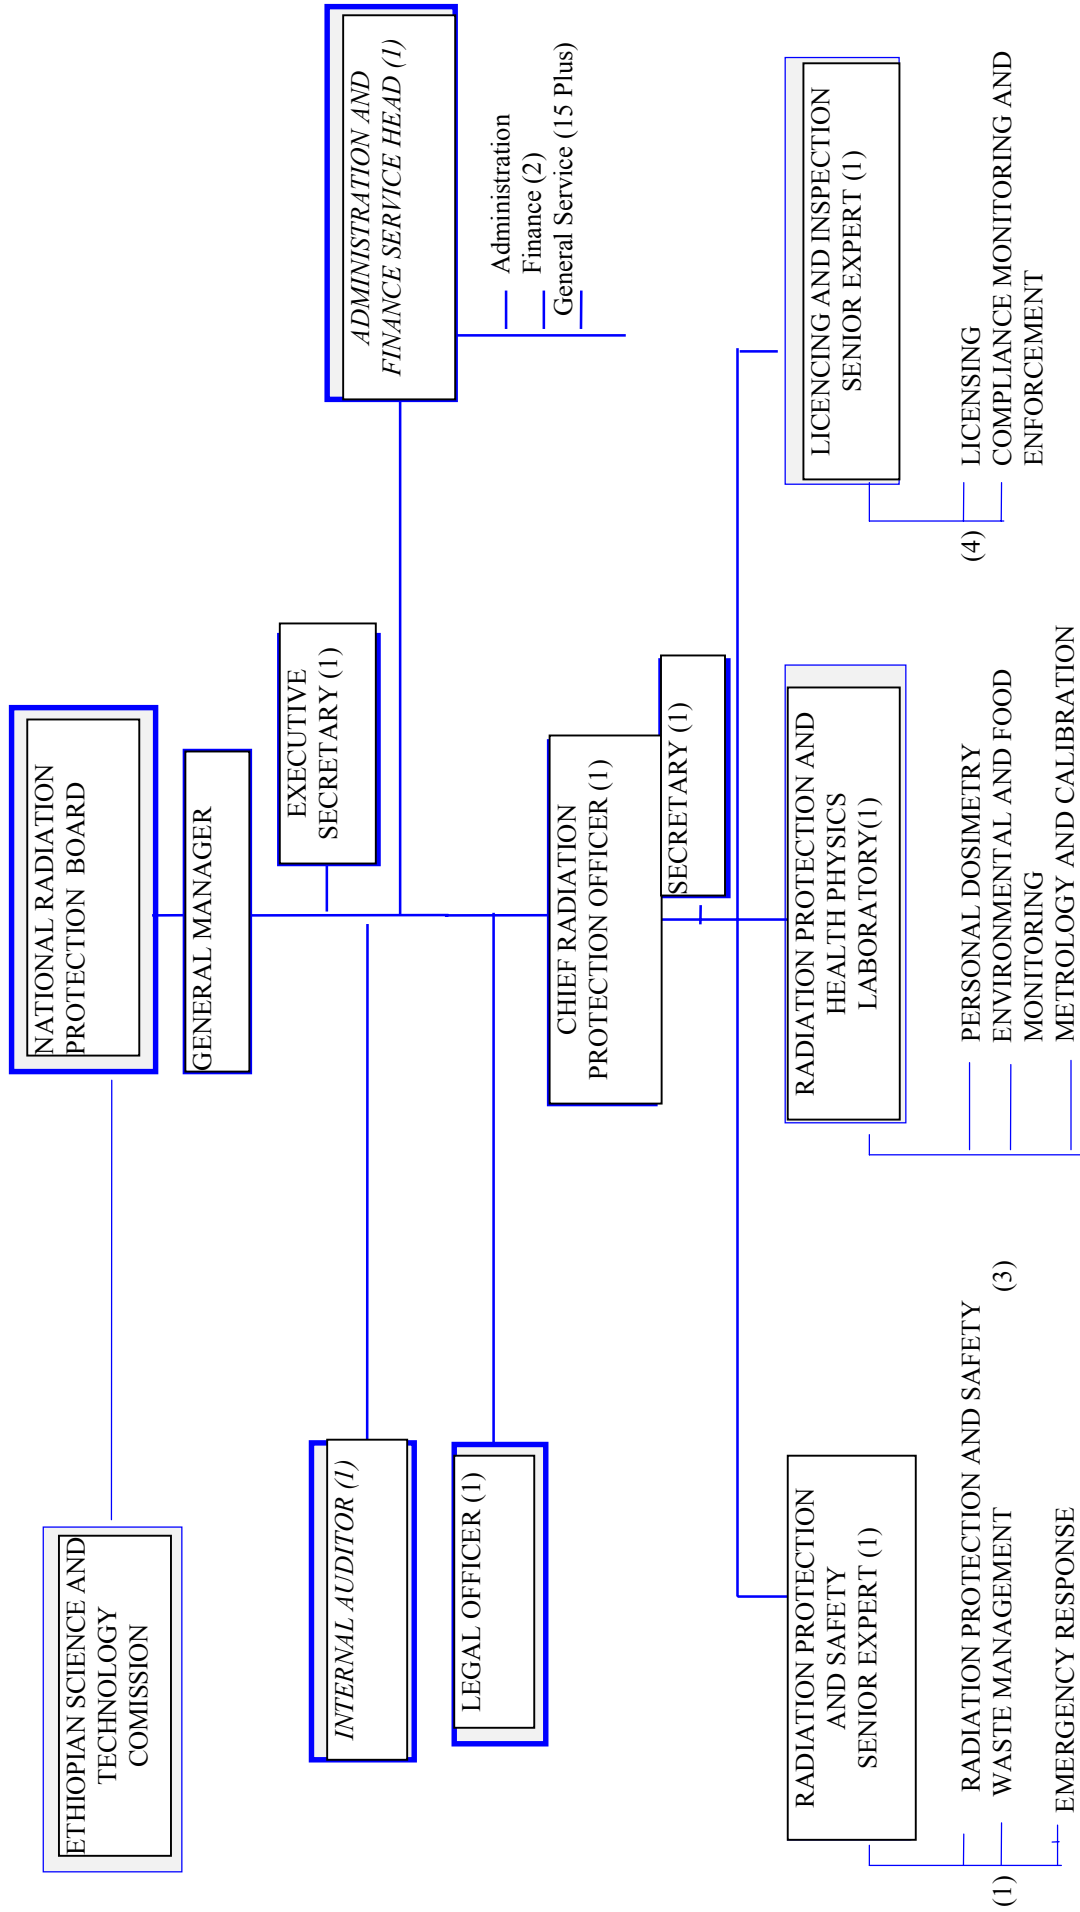 NATIONAL RADIATION
PROTECTION  BOARD
ETHIOPIAN SCIENCE AND
TECHNOLOGY
COMISSION
GENERAL MANAGER
EXECUTIVE
SECRETARY (1)
INTERNAL AUDITOR (1)
ADMINISTRATION AND
FINANCE SERVICE HEAD (1)
LEGAL OFFICER (1)
Administration
Finance (2)
General Service (15 Plus)
CHIEF RADIATION
PROTECTION OFFICER (1)
SECRETARY (1)
RADIATION PROTECTION
AND SAFETY
SENIOR EXPERT (1)
RADIATION PROTECTION AND
HEALTH PHYSICS
LABORATORY(1)
LICENCING AND INSPECTION
SENIOR EXPERT (1)
RADIATION PROTECTION AND SAFETY
(1)
WASTE MANAGEMENT
(3)
EMERGENCY RESPONSE
PERSONAL DOSIMETRY
ENVIRONMENTAL AND FOOD
MONITORING
METROLOGY AND CALIBRATION
(4)
LICENSING
COMPLIANCE MONITORING AND
ENFORCEMENT